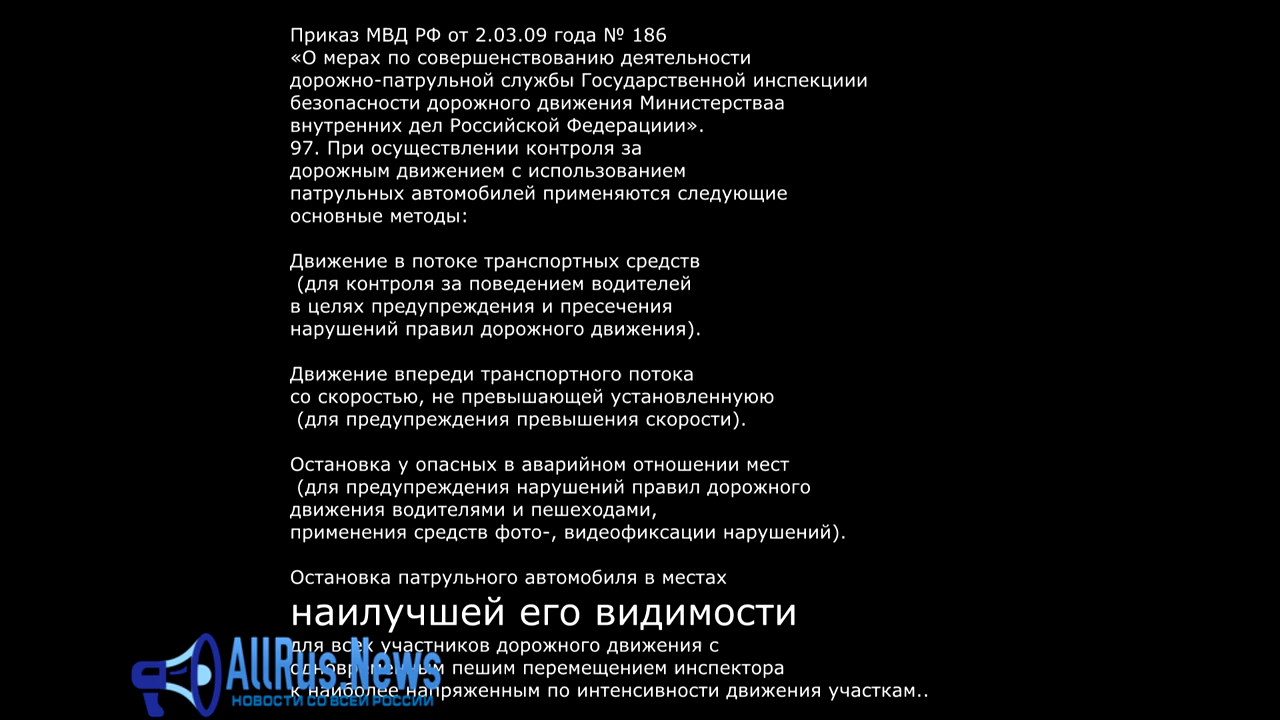 Приказ МВД РФ от 2.03.09 года № 186
«О мерах по совершенствованию деятельности
дорожно-патрульной службы Государственной инспекциии
безопасности дорожного движения Министерстваа
внутренних дел Российской Федерациии».
97. При осуществлении контроля за
дорожным движением с использованием
патрульных автомобилей применяются следующие
основные методы:
Движение в потоке транспортных средств
(для контроля за поведением водителей
в целях предупреждения и пресечения
нарушений правил дорожного движения).
Движение впереди транспортного потока
со скоростью, не превышающей установленнуюю
(для предупреждения превышения скорости).
Остановка у опасных в аварийном отношении мест
(для предупреждения нарушений правил дорожного
движения водителями и пешеходами,
применения средств фото-, видеофиксации нарушений).
Остановка патрульного автомобиля в местах
наилучшей его видимости
для всех участников дорожного движения с
одновременным пешим перемещением инспектора
к наиболее напряженным по интенсивности движения участкам..
AllRus.News
НОВОСТИ СО ВСЕЙ РОССИИ